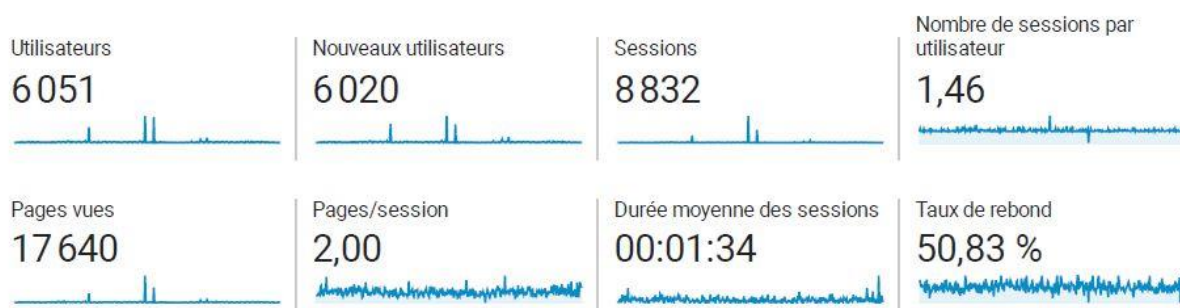 Utilisateurs
6 051
Nouveaux utilisateurs
6 020
Sessions
8 832
Nombre de sessions par
utilisateur
1,46
Pages vues
17 640
Pages/session
2,00
Durée moyenne des sessions
00:01:34
Taux de rebond
50,83 %